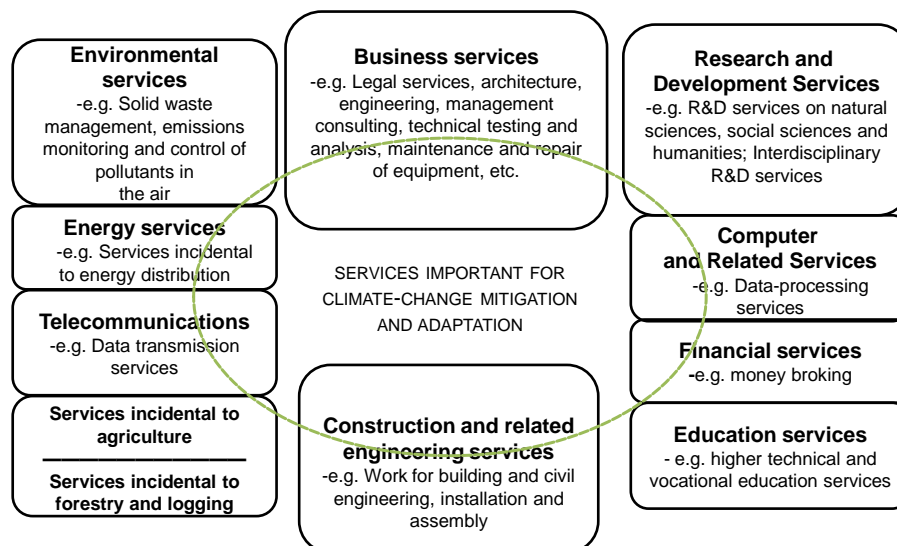 Environmental
services
-e.g. Solid waste
management, emissions
monitoring and control of
pollutants in
the air
Energy services
-e.g. Services incidental
to energy distribution
Telecommunications
-e.g. Data transmission
services
Services incidental to
agriculture
Services incidental to
forestry and logging
Business services
-e.g. Legal services, architecture,
engineering, management
consulting, technical testing and
analysis, maintenance and repair
of equipment, etc.
SERVICES IMPORTANT FOR
CLIMATE-CHANGE MITIGATION
AND ADAPTATION
Construction and related
engineering services
-e.g. Work for building and civil
engineering, installation and
assembly
Research and
Development Services
-e.g. R&D services on natural
sciences, social sciences and
humanities; Interdisciplinary
R&D services
Computer
and Related Services
-e.g. Data-processing
services
Financial services
-e.g. money broking
Education services
- e.g. higher technical and
vocational education services